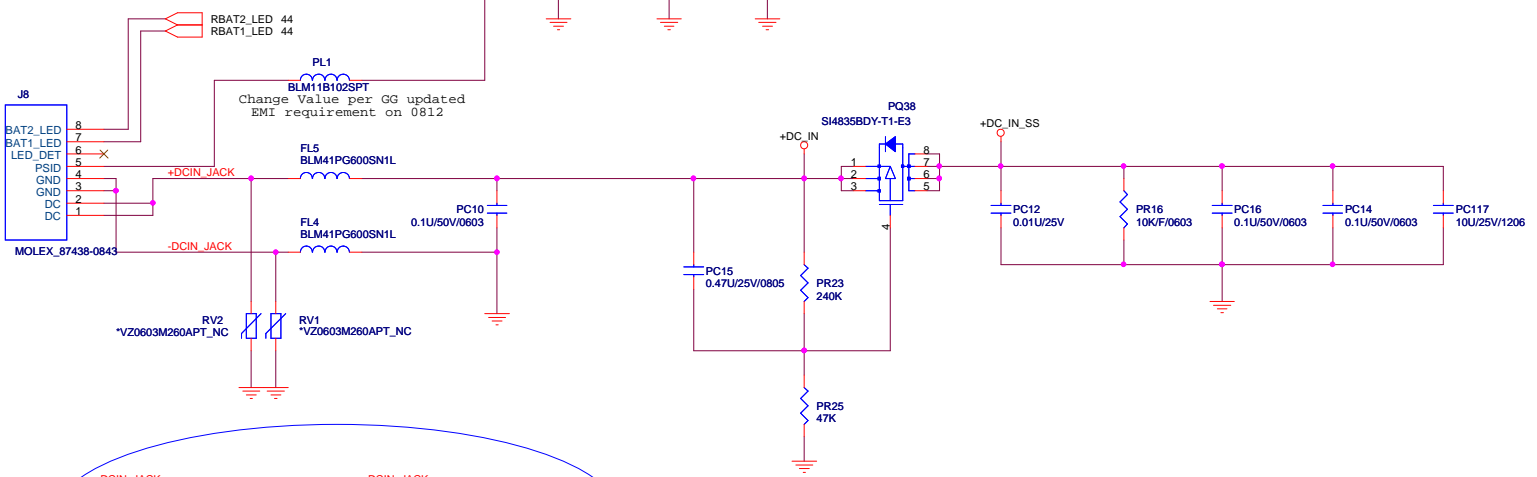 RBAT2_LED 44
RBAT1_LED 44
PL1
BLM11B102SPT
Change Value per GG updated
EMI requirement on 0812
J8
BAT2_LED 8
BAT1_LED 7
LED_DET 6
PSID 5
GND 4
GND 3
DC 2
DC 1
MOLEX_87438-0843
+DCIN_JACK
-DCIN_JACK
FL5
BLM41PG600SN1L
FL4
BLM41PG600SN1L
PC10
0.1U/50V/0603
RV2
*VZ0603M260APT_NC
RV1
*VZ0603M260APT_NC
PC15
0.47U/25V/0805
+DC_IN
PR23
240K
PR25
47K
PQ38
SI4835BDY-T1-E3
1
2
3
4
8
7
6
5
+DC_IN_SS
PC12
0.01U/25V
PR16
10K/F/0603
PC16
0.1U/50V/0603
PC14
0.1U/50V/0603
PC117
10U/25V/1206